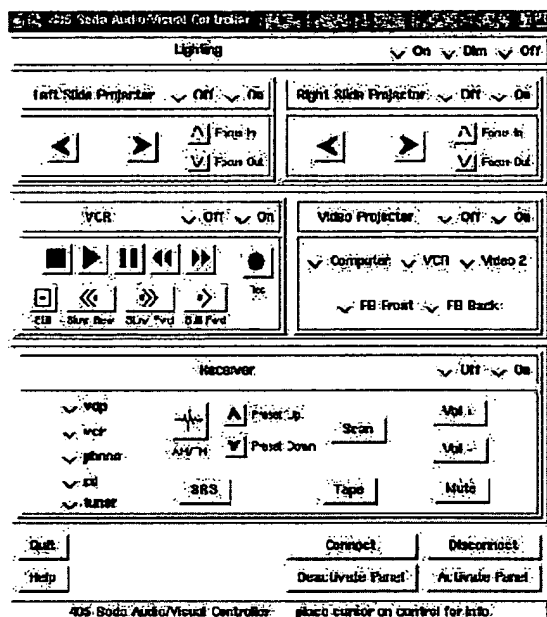 405 Soda Audio/Visual Controller
Lighting On Dim Off
Left Slide Projector Off On Right Slide Projector Off On
Focus In Focus In
Focus Out Focus Out
VCR Off On Video Projector Off On
Computer VCR Video 2
Rec
Still Slow Rev Slow Fwd Still Fwd FB Front FB Back
Receiver Off On
vdp Preset Up Vol +
vcr Scan
AM/FM Preset Down Vol -
phono
cd SRS Tape Mute
tuner
Quit Connect Disconnect
Help Deactivate Panel Activate Panel
405 Soda Audio/Visual Controller place cursor on control for info.